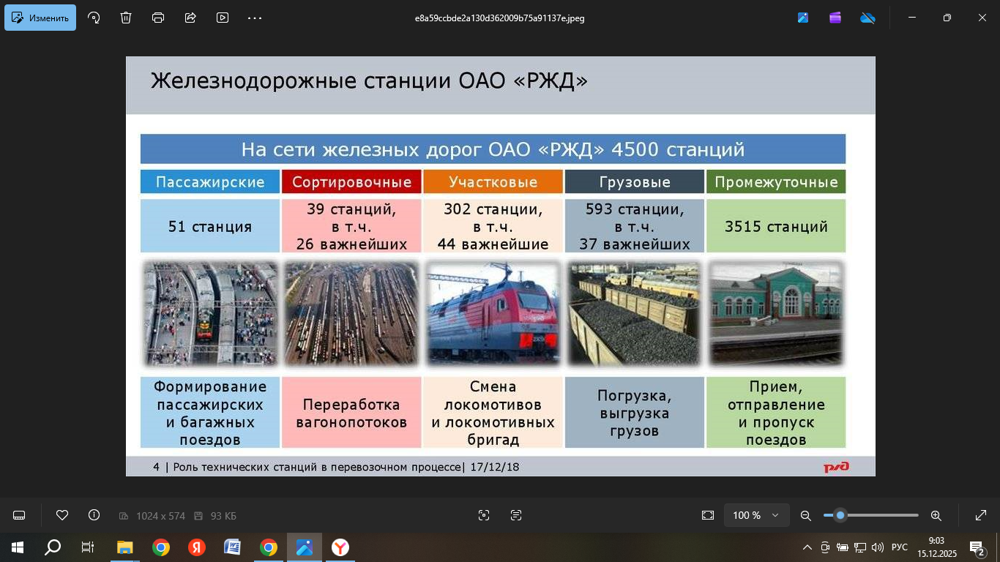 Изменить
e8a59ccbde2a130d362009b75a91137e.jpeg
Железнодорожные станции ОАО «РЖД»
На сети железных дорог ОАО «РЖД» 4500 станций
Пассажирские
Сортировочные
Участковые
Грузовые
Промежуточные
51 станция
39 станций,
в т.ч.
26 важнейших
302 станции,
в т.ч.
44 важнейшие
593 станции,
в т.ч.
37 важнейших
3515 станций
Формирование
пассажирских
и багажных
поездов
Переработка
вагонопотоков
Смена
локомотивов
и локомотивных
бригад
Погрузка,
выгрузка
грузов
Прием,
отправление
и пропуск
поездов
4 | Роль технических станций в перевозочном процессе| 17/12/18
ржд
1024 x 574
93 КБ
100 %
РУС
9:03
15.12.2025
2